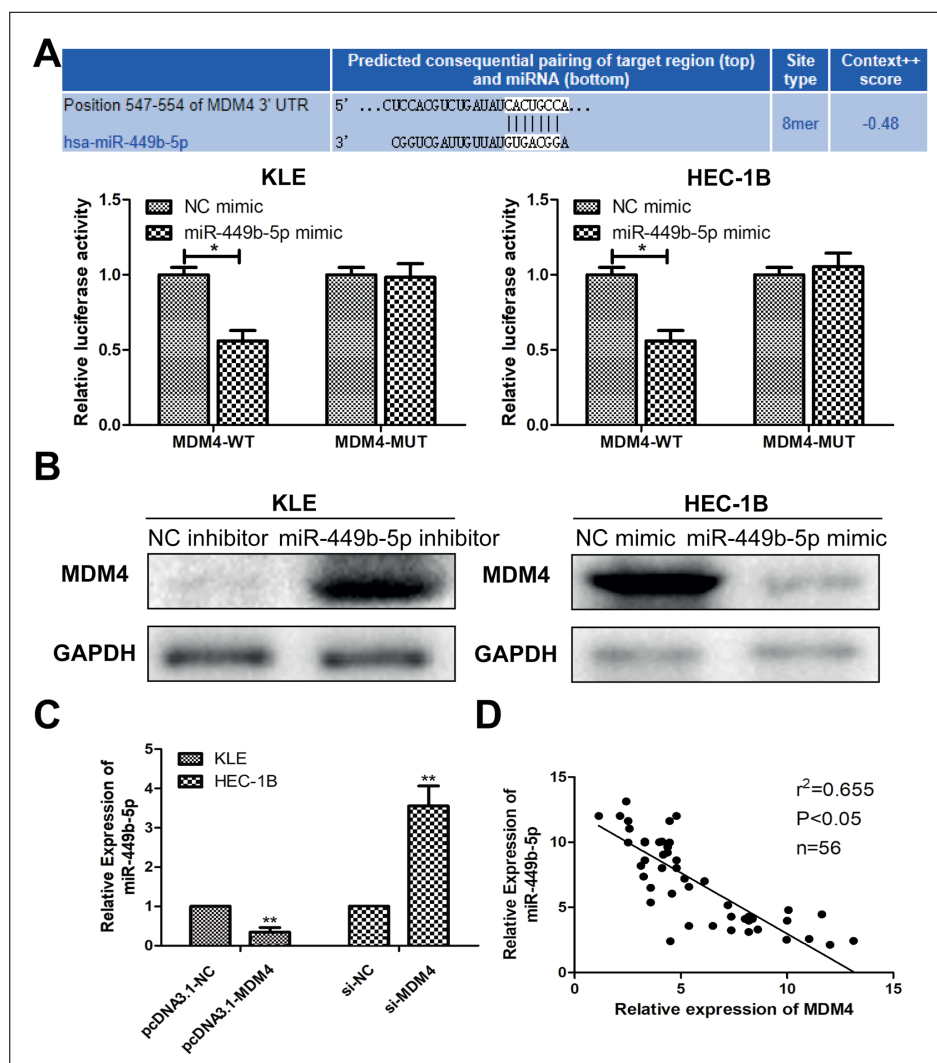 A
Predicted consequential pairing of target region (top)
and miRNA (bottom)
Site
type
Context++
score
Position 547-554 of MDM4 3' UTR
5' ...CUCCACGUCUGAUAUCACUGCCA...
hsa-miR-449b-5p
3' CGGUCGAUUGUUAUGUGACGGA
8mer
-0.48
KLE
Relative luciferase activity
1.5
1.0
0.5
0.0
NC mimic
miR-449b-5p mimic
*
MDM4-WT
MDM4-MUT
HEC-1B
Relative luciferase activity
1.5
1.0
0.5
0.0
NC mimic
miR-449b-5p mimic
*
MDM4-WT
MDM4-MUT
B
KLE
NC inhibitor miR-449b-5p inhibitor
MDM4
GAPDH
HEC-1B
NC mimic miR-449b-5p mimic
MDM4
GAPDH
C
Relative Expression of
miR-449b-5p
5
4
3
2
1
0
KLE
HEC-1B
**
**
pcDNA3.1-NC
pcDNA3.1-MDM4
si-NC
si-MDM4
D
Relative Expression of
miR-449b-5p
15
10
5
0
r²=0.655
P<0.05
n=56
0
5
10
15
Relative expression of MDM4